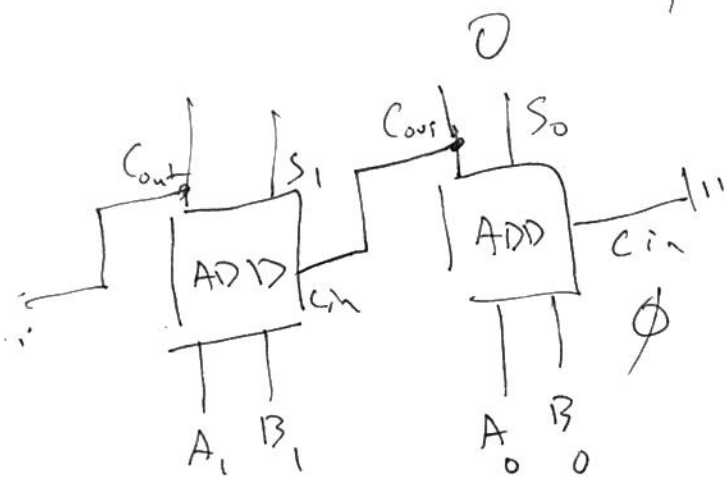 0
Cout S0
Cout S1
ADD Cin
ADD Cin
φ
A1 B1
A0 B0